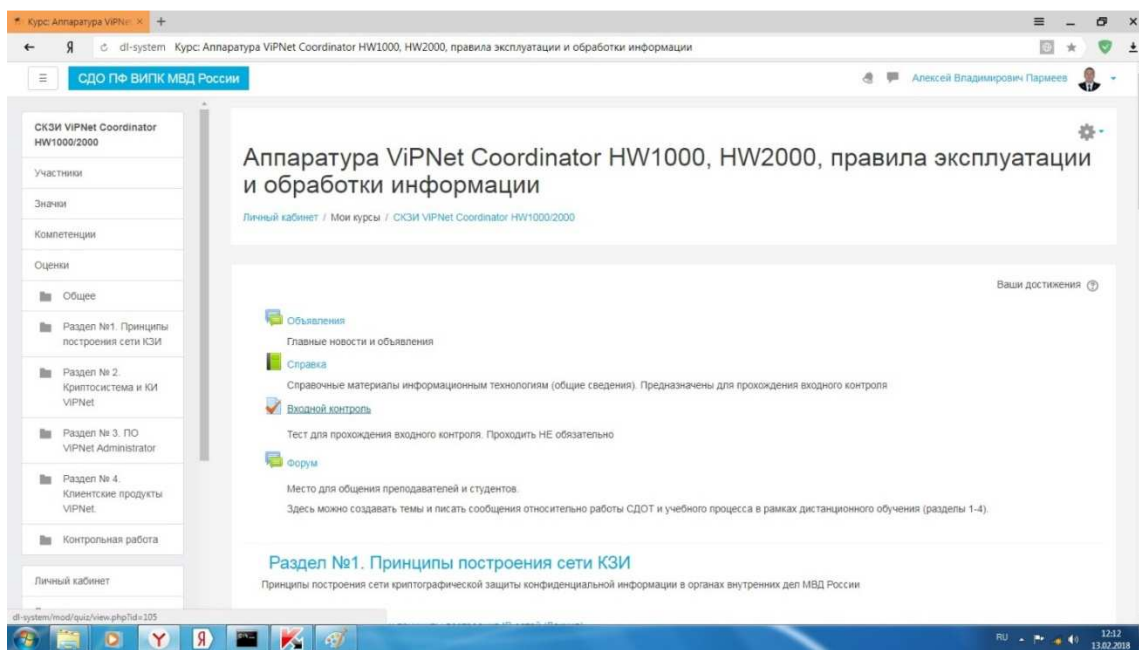 Курс: Аппаратура ViPNet
dl-system Курс: Аппаратура ViPNet Coordinator HW1000, HW2000, правила эксплуатации и обработки информации
СДО ПФ ВИПК МВД России
Алексей Владимирович Пармеев
СКЗИ ViPNet Coordinator
HW1000/2000
Участники
Значки
Компетенции
Оценки
Общее
Раздел №1. Принципы
построения сети КЗИ
Раздел № 2.
Криптосистема и КИ
ViPNet
Раздел № 3. ПО
ViPNet Administrator
Раздел № 4.
Клиентские продукты
ViPNet.
Контрольная работа
Личный кабинет
Аппаратура ViPNet Coordinator HW1000, HW2000, правила эксплуатации
и обработки информации
Личный кабинет / Мои курсы / СКЗИ ViPNet Coordinator HW1000/2000
Ваши достижения
Объявления
Главные новости и объявления
Справка
Справочные материалы информационным технологиям (общие сведения). Предназначены для прохождения входного контроля
Входной контроль
Тест для прохождения входного контроля. Проходить НЕ обязательно
Форум
Место для общения преподавателей и студентов.
Здесь можно создавать темы и писать сообщения относительно работы СДОТ и учебного процесса в рамках дистанционного обучения (разделы 1-4).
Раздел №1. Принципы построения сети КЗИ
Принципы построения сети криптографической защиты конфиденциальной информации в органах внутренних дел МВД России
dl-system/mod/quiz/view.php?id=105
RU
12:12
13.02.2018